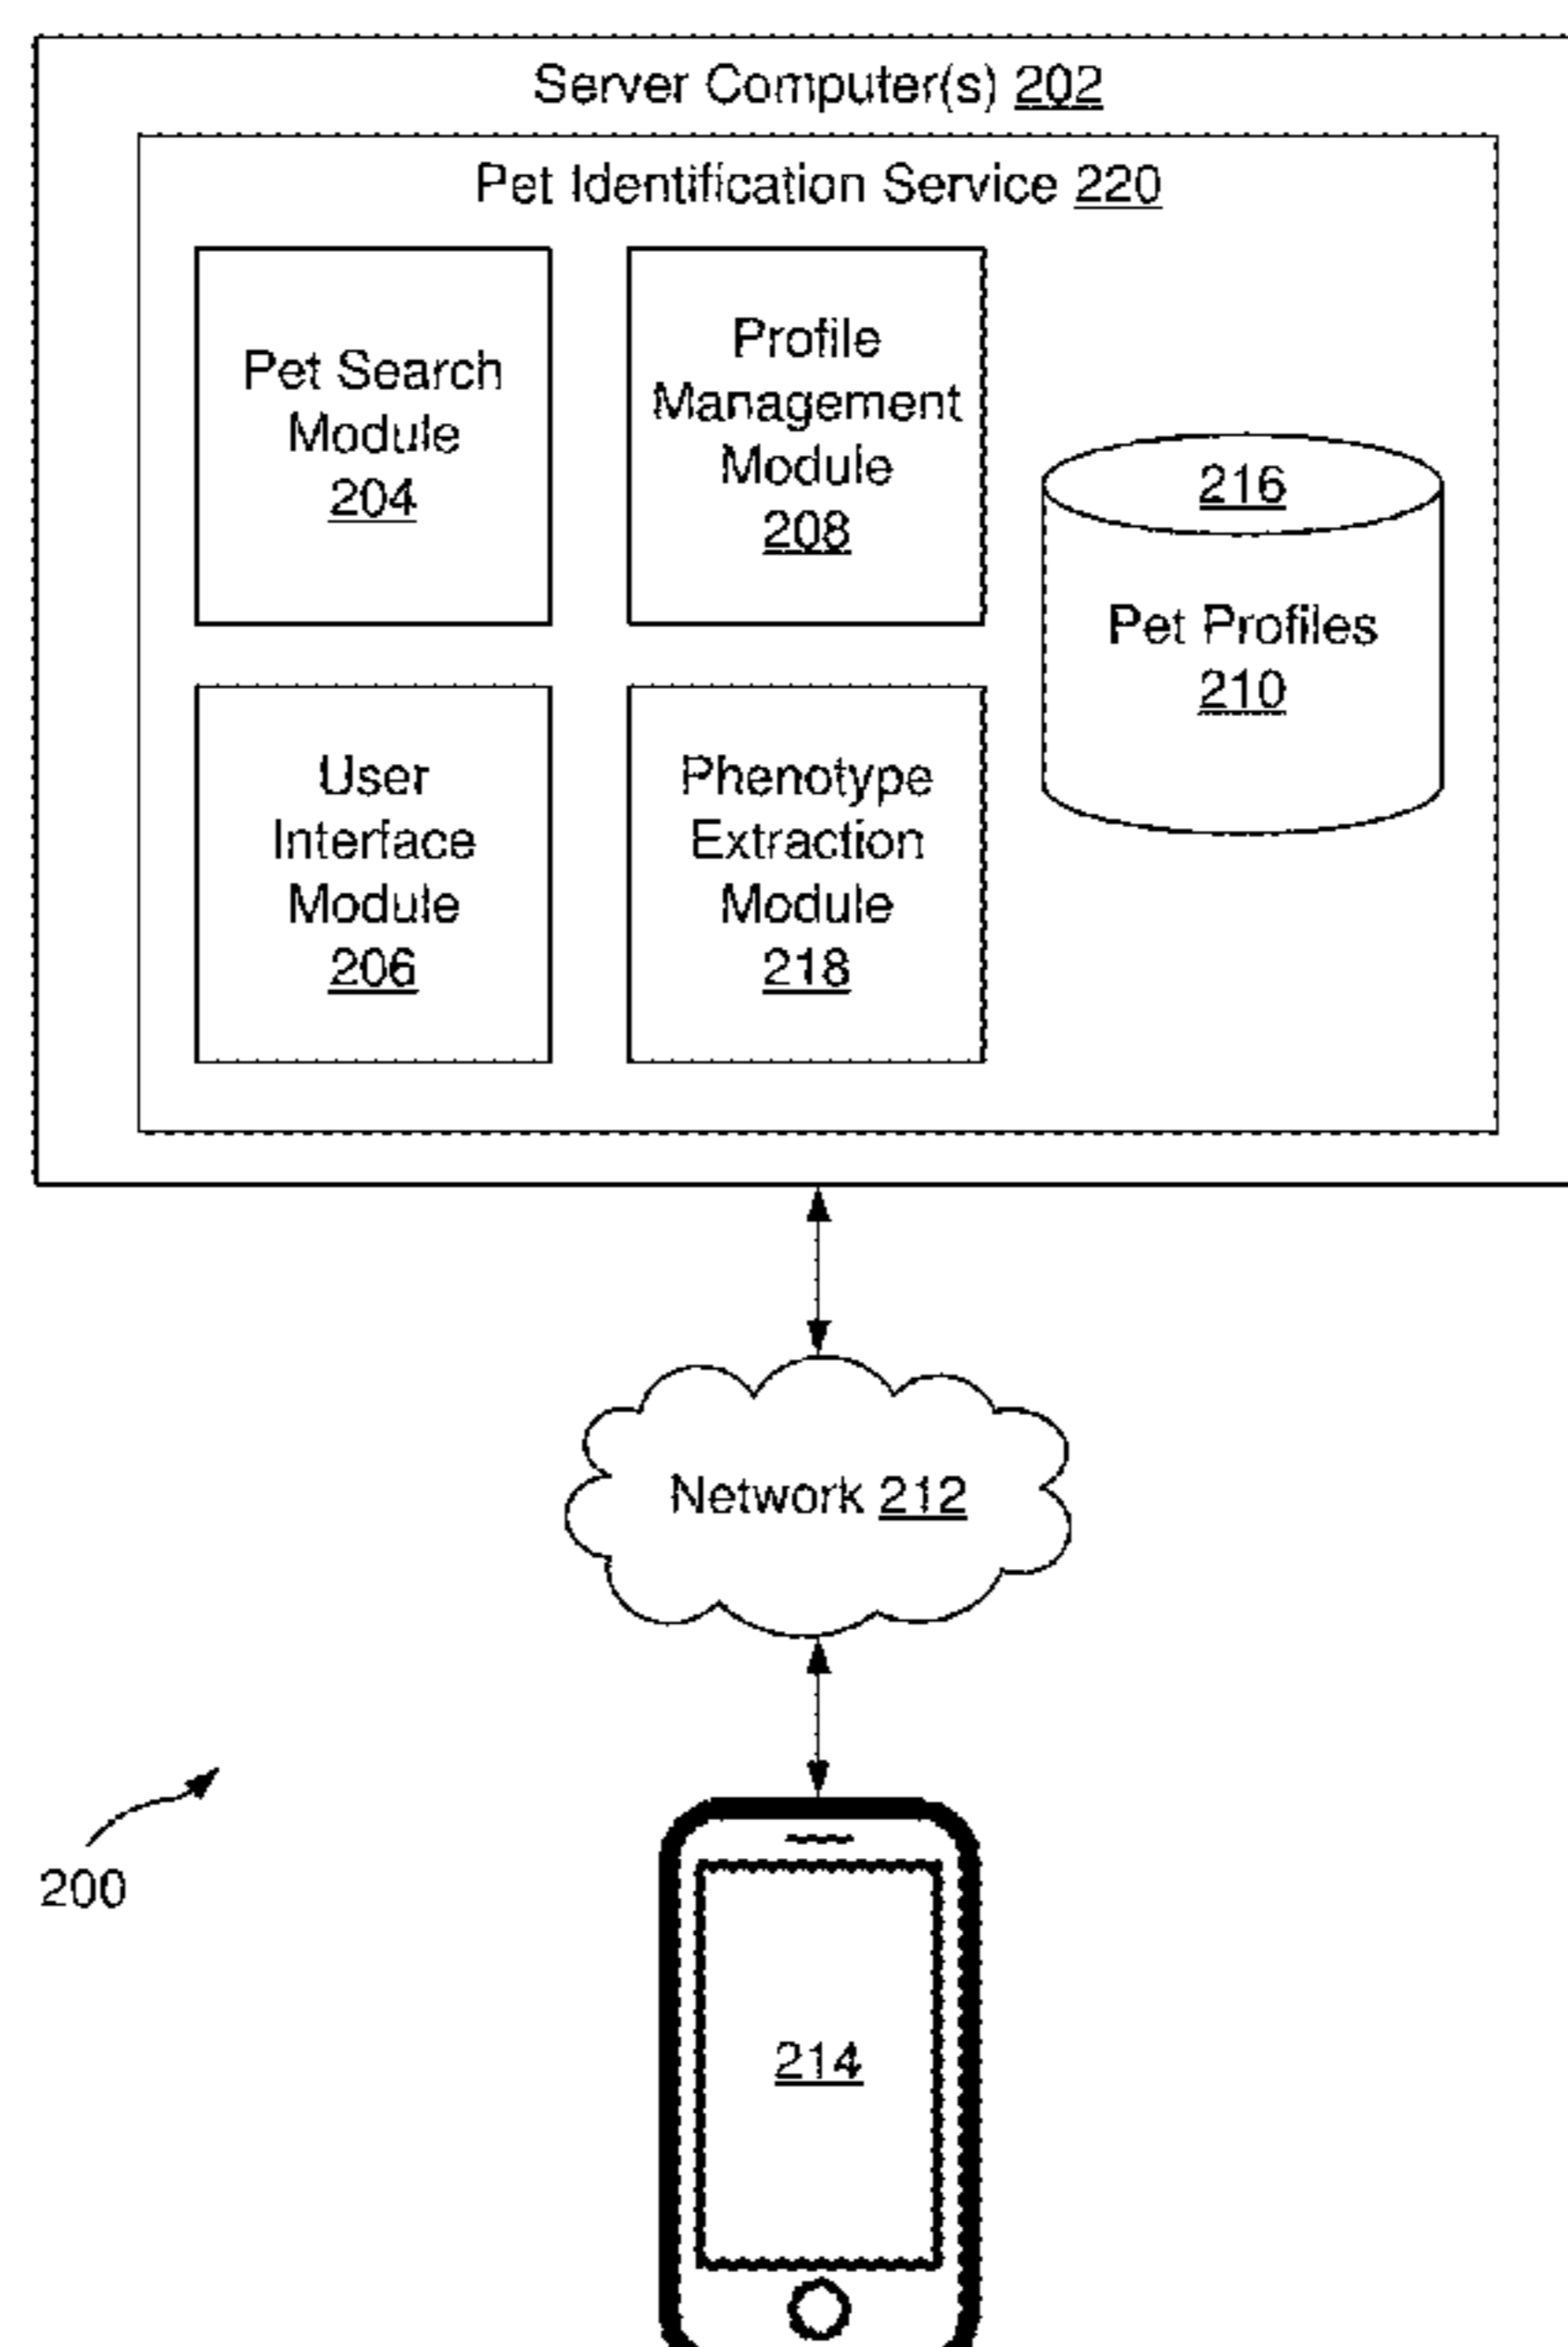 Server Computer(s) 202
Pet Identification Service 220
Pet Search
Module
204
Profile
Management
Module
208
216
Pet Profiles
210
User
Interface
Module
206
Phenotype
Extraction
Module
218
Network 212
200
214